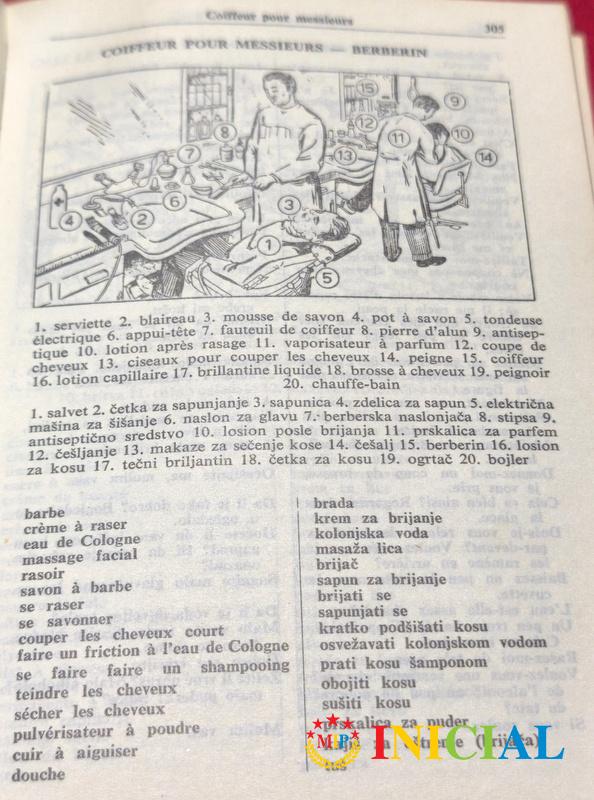 Coiffeur pour messieurs 305
COIFFEUR POUR MESSIEURS — BERBERIN
15
9
12
8
11
10
13
14
7
6
3
4
2
1
5
1. serviette 2. blaireau 3. mousse de savon 4. pot à savon 5. tondeuse
électrique 6. appui-tête 7. fauteuil de coiffeur 8. pierre d'alun 9. antisep-
tique 10. lotion après rasage 11. vaporisateur à parfum 12. coupe de
cheveux 13. ciseaux pour couper les cheveux 14. peigne 15. coiffeur
16. lotion capillaire 17. brillantine liquide 18. brosse à cheveux 19. peignoir
20. chauffe-bain
1. salvet 2. četka za sapunjanje 3. sapunica 4. zdelica za sapun 5. električna
mašina za šišanje 6. naslon za glavu 7. berberska naslonjača 8. stipsa 9.
antiseptično sredstvo 10. losion posle brijanja 11. prskalica za parfem
12. češljanje 13. makaze za sečenje kose 14. češalj 15. berberin 16. losion
za kosu 17. tečni briljantin 18. četka za kosu 19. ogrtač 20. bojler
barbe
crème à raser
eau de Cologne
massage facial
rasoir
savon à barbe
se raser
se savonner
couper les cheveux court
faire un friction à l'eau de Cologne
se faire faire un shampooing
teindre les cheveux
sécher les cheveux
pulvérisateur à poudre
cuir à aiguiser
douche
brada
krem za brijanje
kolonjska voda
masaža lica
brijač
sapun za brijanje
brijati se
sapunjati se
kratko podšišati kosu
osvežavati kolonjskom vodom
prati kosu šamponom
obojiti kosu
sušiti kosu
prskalica za puder
za (brijača)
MP INICIAL